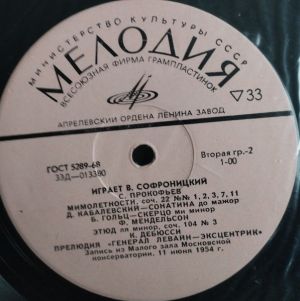 МИНИСТЕРСТВО КУЛЬТУРЫ СССР
МЕЛОДИЯ
ВСЕСОЮЗНАЯ ФИРМА ГРАМПЛАСТИНОК
33
АПРЕЛЕВСКИЙ ОРДЕНА ЛЕНИНА ЗАВОД
ГОСТ 5289-68
33Д—013380
Вторая гр.-2
1-00
ИГРАЕТ В. СОФРОНИЦКИЙ
С. ПРОКОФЬЕВ
МИМОЛЕТНОСТИ, соч. 22 №№ 1, 2, 3, 7, 11
Д. КАБАЛЕВСКИЙ—СОНАТИНА до мажор
Б. ГОЛЬЦ—СКЕРЦО ми минор
Ф. МЕНДЕЛЬСОН
ЭТЮД ля минор, соч. 104 № 3
К. ДЕБЮССИ
ПРЕЛЮДИЯ «ГЕНЕРАЛ ЛЕВАЙН—ЭКСЦЕНТРИК»
Запись из Малого зала Московской
консерватории. 11 июня 1954 г.